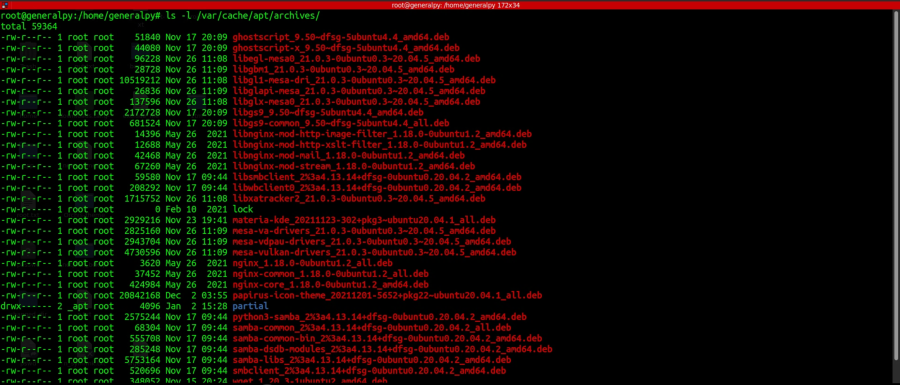 root@generalpy: /home/generalpy 172x34
root@generalpy:/home/generalpy# ls -l /var/cache/apt/archives/
total 59364
-rw-r--r-- 1 root root 51840 Nov 17 20:09 ghostscript_9.50~dfsg-5ubuntu4.4_amd64.deb
-rw-r--r-- 1 root root 44080 Nov 17 20:09 ghostscript-x_9.50~dfsg-5ubuntu4.4_amd64.deb
-rw-r--r-- 1 root root 96228 Nov 26 11:08 libegl-mesa0_21.0.3-0ubuntu0.3~20.04.5_amd64.deb
-rw-r--r-- 1 root root 28728 Nov 26 11:09 libgbm1_21.0.3-0ubuntu0.3~20.04.5_amd64.deb
-rw-r--r-- 1 root root 10519212 Nov 26 11:08 libgl1-mesa-dri_21.0.3-0ubuntu0.3~20.04.5_amd64.deb
-rw-r--r-- 1 root root 26836 Nov 26 11:09 libglapi-mesa_21.0.3-0ubuntu0.3~20.04.5_amd64.deb
-rw-r--r-- 1 root root 137596 Nov 26 11:08 libglx-mesa0_21.0.3-0ubuntu0.3~20.04.5_amd64.deb
-rw-r--r-- 1 root root 2172728 Nov 17 20:09 libgs9_9.50~dfsg-5ubuntu4.4_amd64.deb
-rw-r--r-- 1 root root 681524 Nov 17 20:09 libgs9-common_9.50~dfsg-5ubuntu4.4_all.deb
-rw-r--r-- 1 root root 14396 May 26 2021 libnginx-mod-http-image-filter_1.18.0-0ubuntu1.2_amd64.deb
-rw-r--r-- 1 root root 12688 May 26 2021 libnginx-mod-http-xslt-filter_1.18.0-0ubuntu1.2_amd64.deb
-rw-r--r-- 1 root root 42468 May 26 2021 libnginx-mod-mail_1.18.0-0ubuntu1.2_amd64.deb
-rw-r--r-- 1 root root 67260 May 26 2021 libnginx-mod-stream_1.18.0-0ubuntu1.2_amd64.deb
-rw-r--r-- 1 root root 59580 Nov 17 09:44 libsmbclient_2%3a4.13.14+dfsg-0ubuntu0.20.04.2_amd64.deb
-rw-r--r-- 1 root root 208292 Nov 17 09:44 libwbclient0_2%3a4.13.14+dfsg-0ubuntu0.20.04.2_amd64.deb
-rw-r--r-- 1 root root 1715752 Nov 26 11:08 libxatracker2_21.0.3-0ubuntu0.3~20.04.5_amd64.deb
-rw-r----- 1 root root 0 Feb 10 2021 lock
-rw-r--r-- 1 root root 2929216 Nov 23 19:41 materia-kde_20211123-302+pkg3~ubuntu20.04.1_all.deb
-rw-r--r-- 1 root root 2825160 Nov 26 11:09 mesa-va-drivers_21.0.3-0ubuntu0.3~20.04.5_amd64.deb
-rw-r--r-- 1 root root 2943704 Nov 26 11:09 mesa-vdpau-drivers_21.0.3-0ubuntu0.3~20.04.5_amd64.deb
-rw-r--r-- 1 root root 4730596 Nov 26 11:09 mesa-vulkan-drivers_21.0.3-0ubuntu0.3~20.04.5_amd64.deb
-rw-r--r-- 1 root root 3620 May 26 2021 nginx_1.18.0-0ubuntu1.2_all.deb
-rw-r--r-- 1 root root 37452 May 26 2021 nginx-common_1.18.0-0ubuntu1.2_all.deb
-rw-r--r-- 1 root root 424984 May 26 2021 nginx-core_1.18.0-0ubuntu1.2_amd64.deb
-rw-r--r-- 1 root root 20842168 Dec 2 03:55 papirus-icon-theme_20211201-5652+pkg22~ubuntu20.04.1_all.deb
drwx------ 2 _apt root 4096 Jan 2 15:28 partial
-rw-r--r-- 1 root root 2575244 Nov 17 09:44 python3-samba_2%3a4.13.14+dfsg-0ubuntu0.20.04.2_amd64.deb
-rw-r--r-- 1 root root 68304 Nov 17 09:44 samba-common_2%3a4.13.14+dfsg-0ubuntu0.20.04.2_all.deb
-rw-r--r-- 1 root root 555708 Nov 17 09:44 samba-common-bin_2%3a4.13.14+dfsg-0ubuntu0.20.04.2_amd64.deb
-rw-r--r-- 1 root root 285248 Nov 17 09:44 samba-dsdb-modules_2%3a4.13.14+dfsg-0ubuntu0.20.04.2_amd64.deb
-rw-r--r-- 1 root root 5753164 Nov 17 09:44 samba-libs_2%3a4.13.14+dfsg-0ubuntu0.20.04.2_amd64.deb
-rw-r--r-- 1 root root 520696 Nov 17 09:44 smbclient_2%3a4.13.14+dfsg-0ubuntu0.20.04.2_amd64.deb
-rw-r--r-- 1 root root 348052 Nov 15 20:24 wget_1.20.3-1ubuntu2_amd64.deb